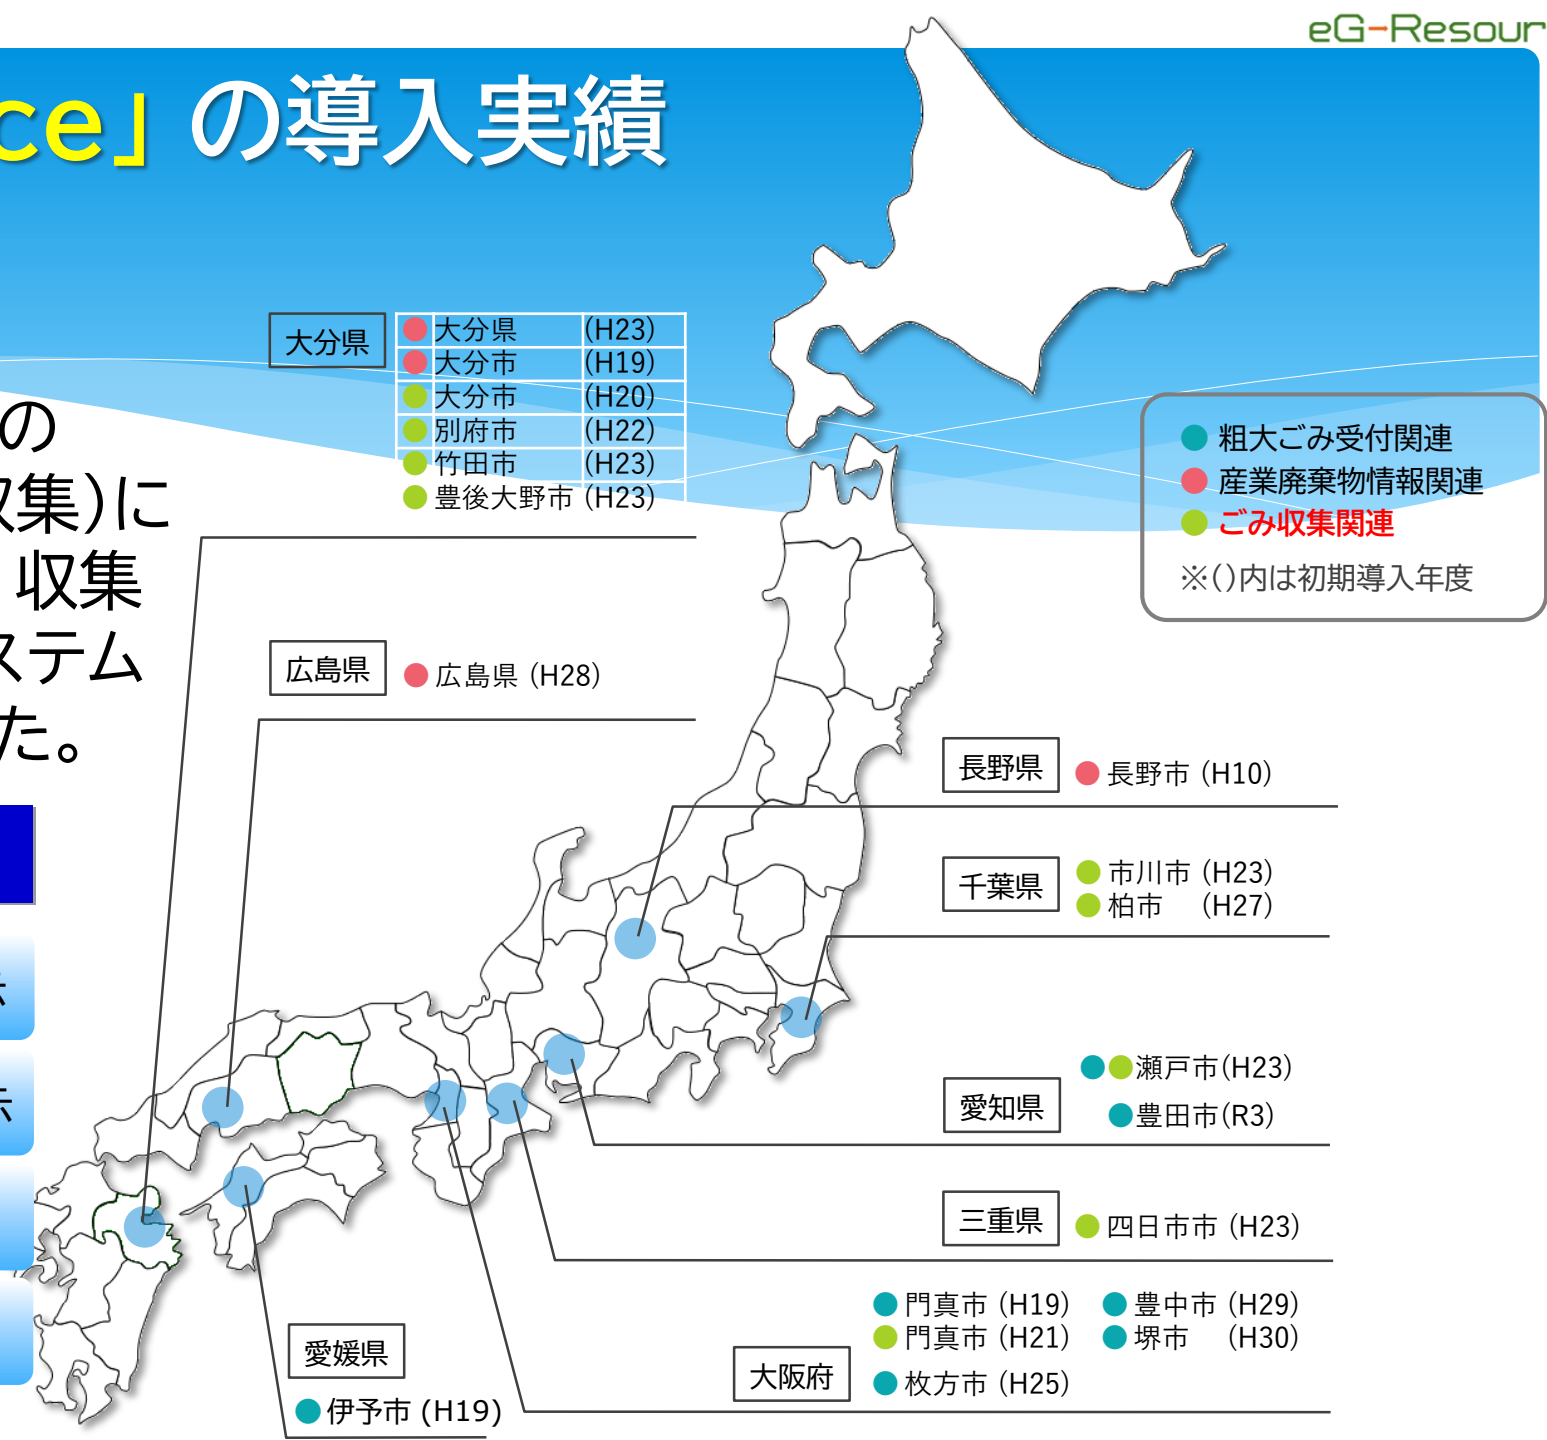 eG-Resour
ce」の導入実績
大分県
大分県 (H23)
大分市 (H19)
大分市 (H20)
別府市 (H22)
竹田市 (H23)
豊後大野市 (H23)
の
収集)に
収集
ステム
た。
粗大ごみ受付関連
産業廃棄物情報関連
ごみ収集関連
※()内は初期導入年度
広島県
広島県 (H28)
長野県
長野市 (H10)
千葉県
市川市 (H23)
柏市 (H27)
愛知県
瀬戸市(H23)
豊田市(R3)
三重県
四日市市 (H23)
大阪府
門真市 (H19) 豊中市 (H29)
門真市 (H21) 堺市 (H30)
枚方市 (H25)
愛媛県
伊予市 (H19)